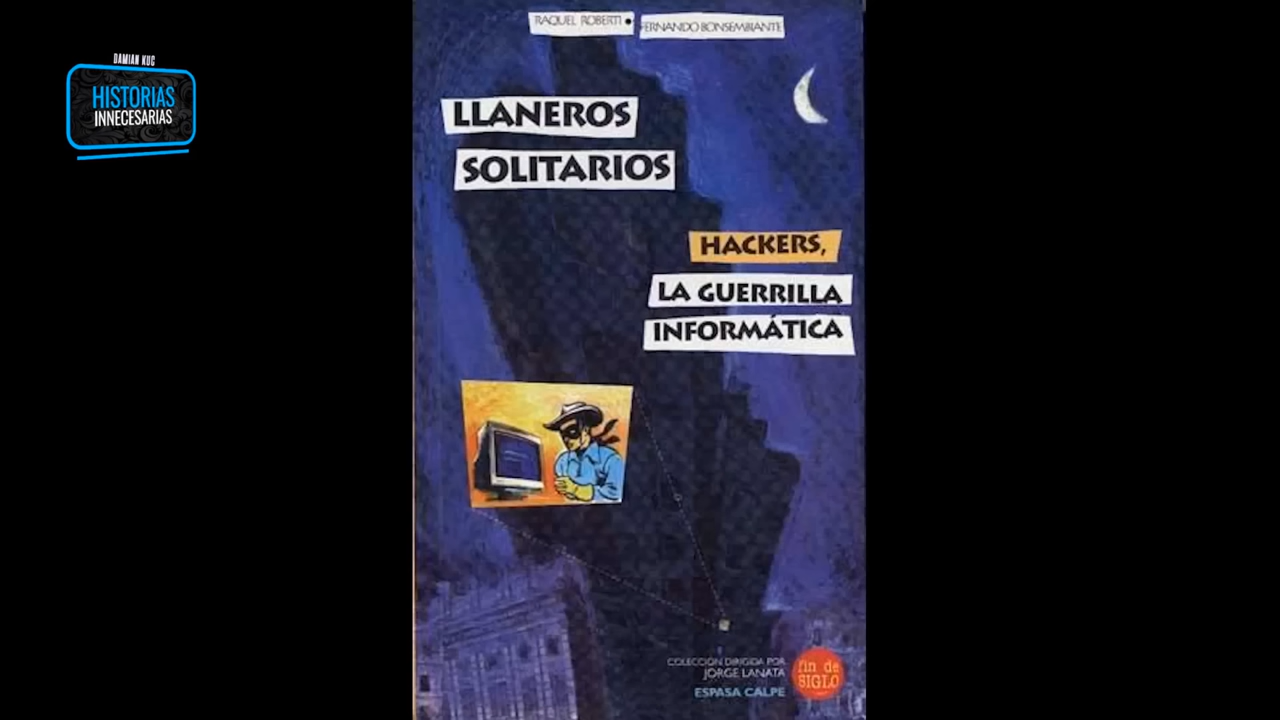 DAMIAN KUC
HISTORIAS
INNECESARIAS
RAQUEL ROBERTI • FERNANDO BONSEMBIANTE
LLANEROS
SOLITARIOS
HACKERS,
LA GUERRILLA
INFORMÁTICA
COLECCIÓN DIRIGIDA POR
JORGE LANATA
ESPASA CALPE
fin de
SIGLO